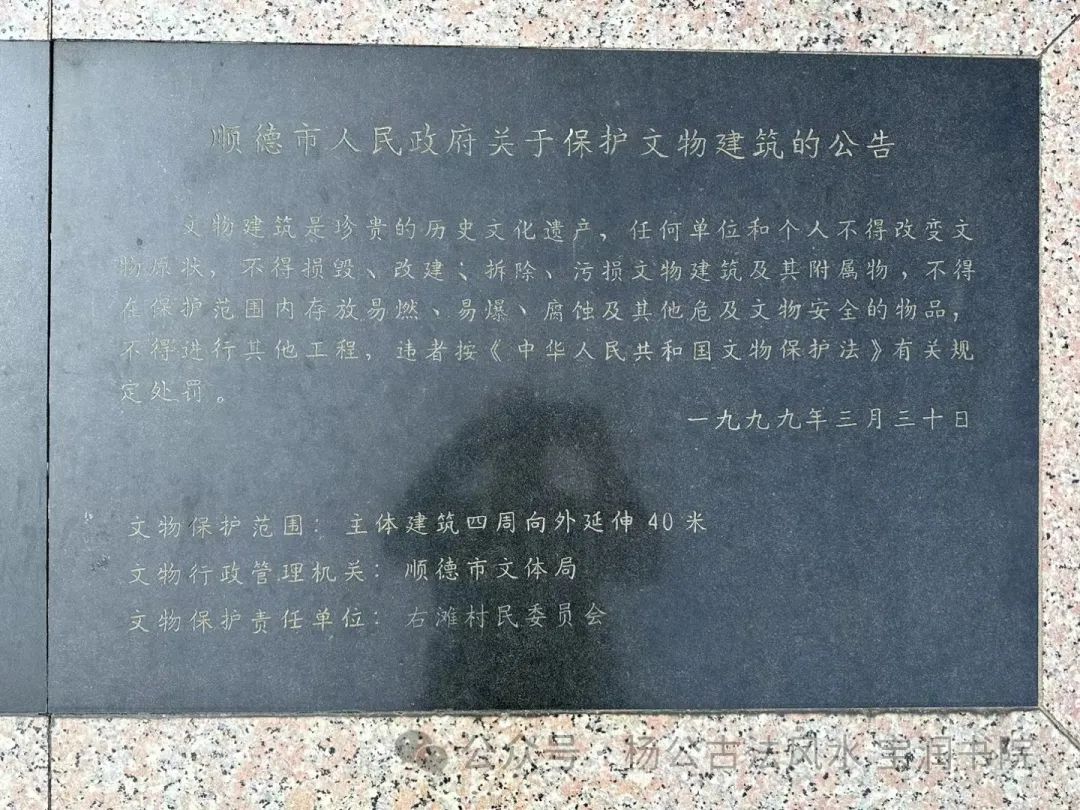 顺德市人民政府关于保护文物建筑的公告
文物建筑是珍贵的历史文化遗产，任何单位和个人不得改变文
物原状，不得损毁、改建、拆除、污损文物建筑及其附属物，不得
在保护范围内存放易燃、易爆、腐蚀及其他危及文物安全的物品，
不得进行其他工程，违者按《中华人民共和国文物保护法》有关规
定处罚。
一九九九年三月三十日
文物保护范围：主体建筑四周向外延伸40米
文物行政管理机关：顺德市文体局
文物保护责任单位：右滩村民委员会
公众号·杨公古法风水宝润书院